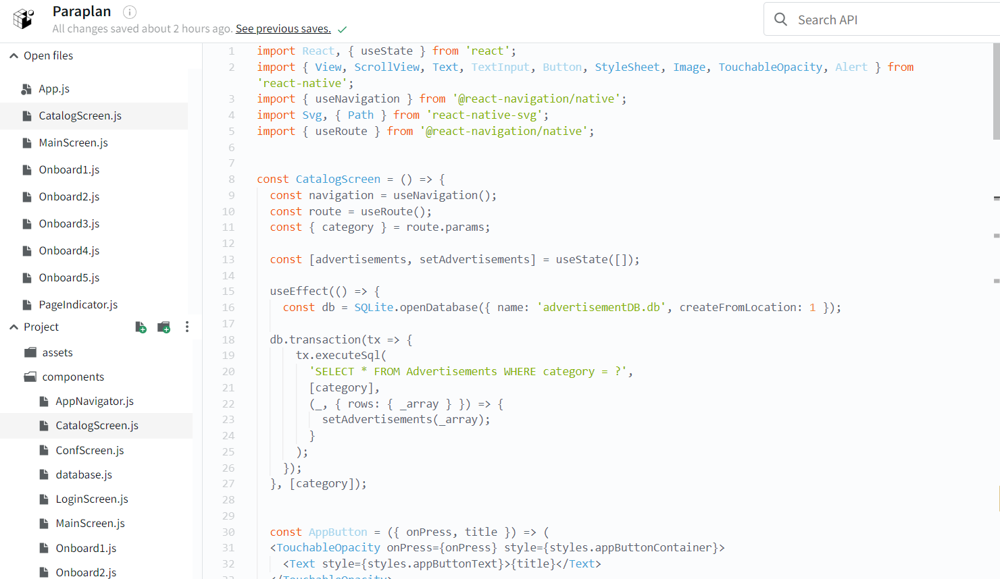 Paraplan
All changes saved about 2 hours ago. See previous saves.
Search API
Open files
App.js
CatalogScreen.js
MainScreen.js
Onboard1.js
Onboard2.js
Onboard3.js
Onboard4.js
Onboard5.js
PageIndicator.js
Project
assets
components
AppNavigator.js
CatalogScreen.js
ConfScreen.js
database.js
LoginScreen.js
MainScreen.js
Onboard1.js
Onboard2.js
1 import React, { useState } from 'react';
2 import { View, ScrollView, Text, TextInput, Button, StyleSheet, Image, TouchableOpacity, Alert } from
'react-native';
3 import { useNavigation } from '@react-navigation/native';
4 import Svg, { Path } from 'react-native-svg';
5 import { useRoute } from '@react-navigation/native';
6
7
8 const CatalogScreen = () => {
9 const navigation = useNavigation();
10 const route = useRoute();
11 const { category } = route.params;
12
13 const [advertisements, setAdvertisements] = useState([]);
14
15 useEffect(() => {
16 const db = SQLite.openDatabase({ name: 'advertisementDB.db', createFromLocation: 1 });
17
18 db.transaction(tx => {
19 tx.executeSql(
20 'SELECT * FROM Advertisements WHERE category = ?',
21 [category],
22 (_, { rows: { _array } }) => {
23 setAdvertisements(_array);
24 }
25 );
26 });
27 }, [category]);
28
29
30 const AppButton = ({ onPress, title }) => (
31 <TouchableOpacity onPress={onPress} style={styles.appButtonContainer}>
32 <Text style={styles.appButtonText}>{title}</Text>
33 </TouchableOpacity>